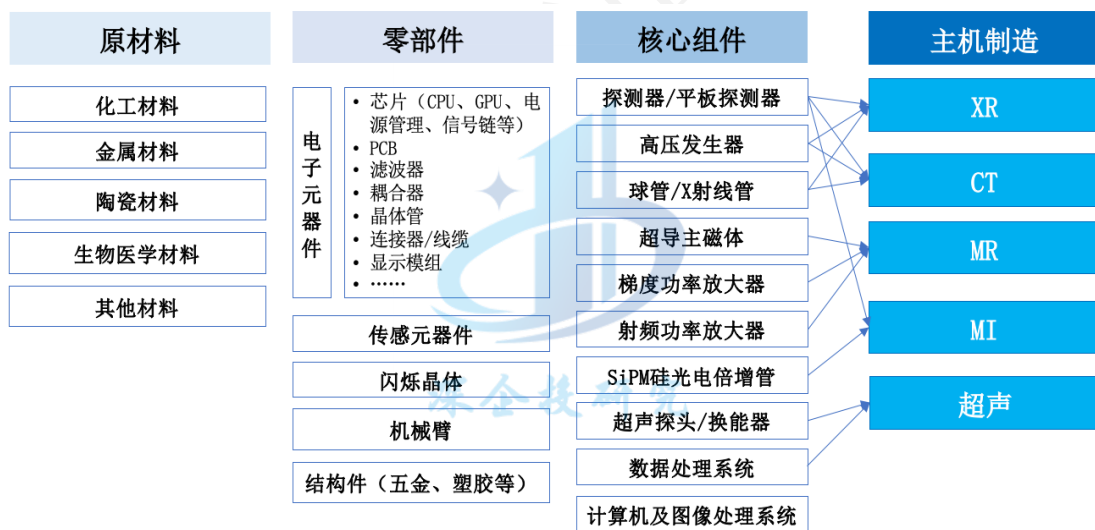 原材料
化工材料
金属材料
陶瓷材料
生物医学材料
其他材料
零部件
电子元器件
• 芯片（CPU、GPU、电
源管理、信号链等）
• PCB
• 滤波器
• 耦合器
• 晶体管
• 连接器/线缆
• 显示模组
• ……
传感元器件
闪烁晶体
机械臂
结构件（五金、塑胶等）
核心组件
探测器/平板探测器
高压发生器
球管/X射线管
超导主磁体
梯度功率放大器
射频功率放大器
SiPM硅光电倍增管
超声探头/换能器
数据处理系统
计算机及图像处理系统
主机制造
XR
CT
MR
MI
超声
深企投研究